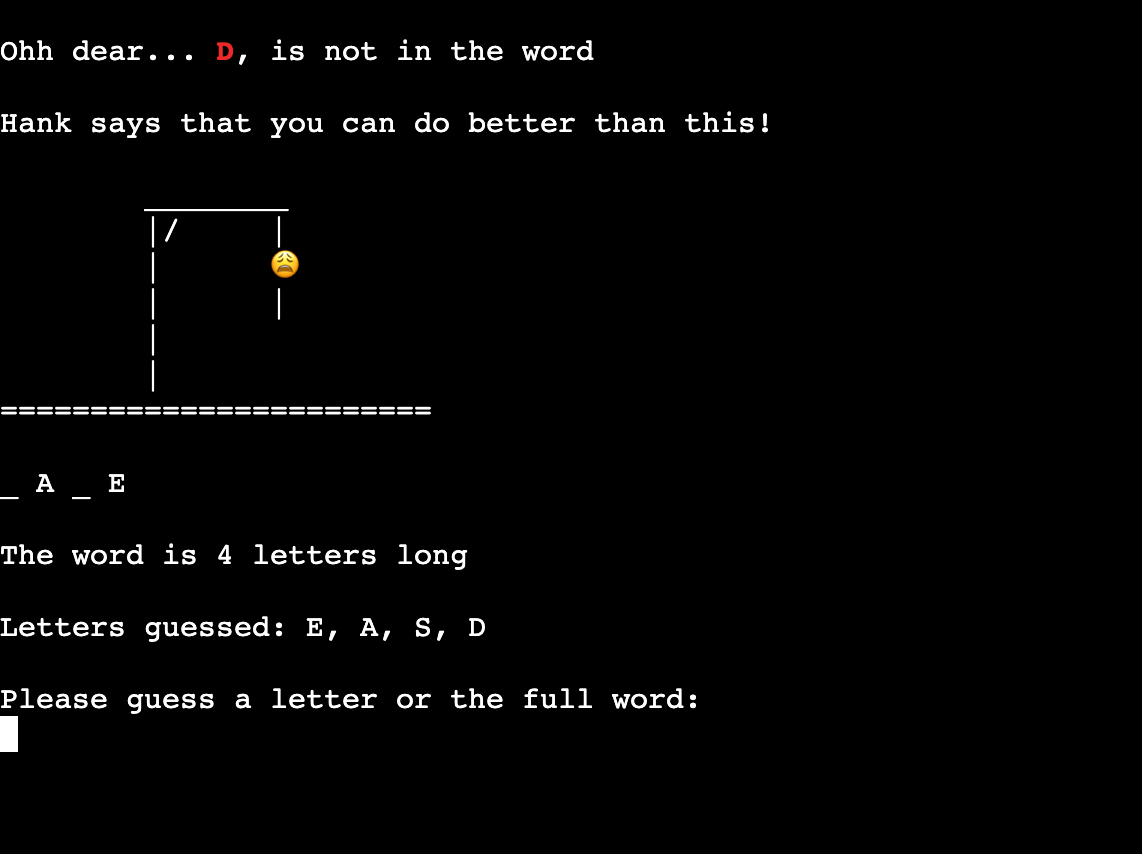 Ohh dear... D, is not in the word
Hank says that you can do better than this!
________
|/      |
|      😩
|       |
|
|
========================
_ A _ E
The word is 4 letters long
Letters guessed: E, A, S, D
Please guess a letter or the full word: